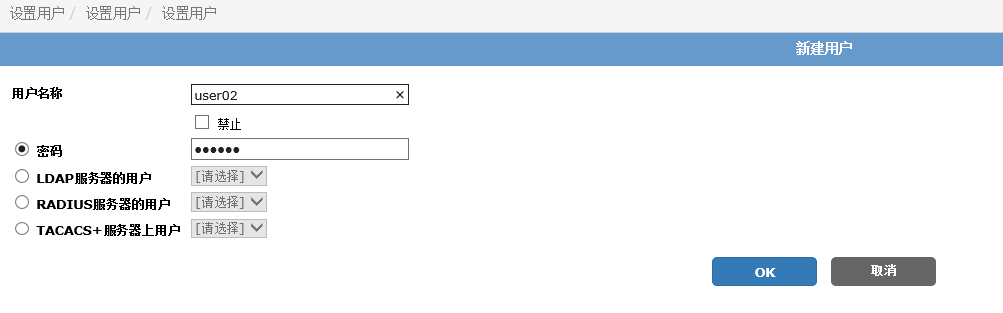 设置用户 / 设置用户 / 设置用户
新建用户
用户名称 user02 ×
禁止
密码 ●●●●●●
LDAP服务器的用户 [请选择]
RADIUS服务器的用户 [请选择]
TACACS+服务器上用户 [请选择]
OK 取消